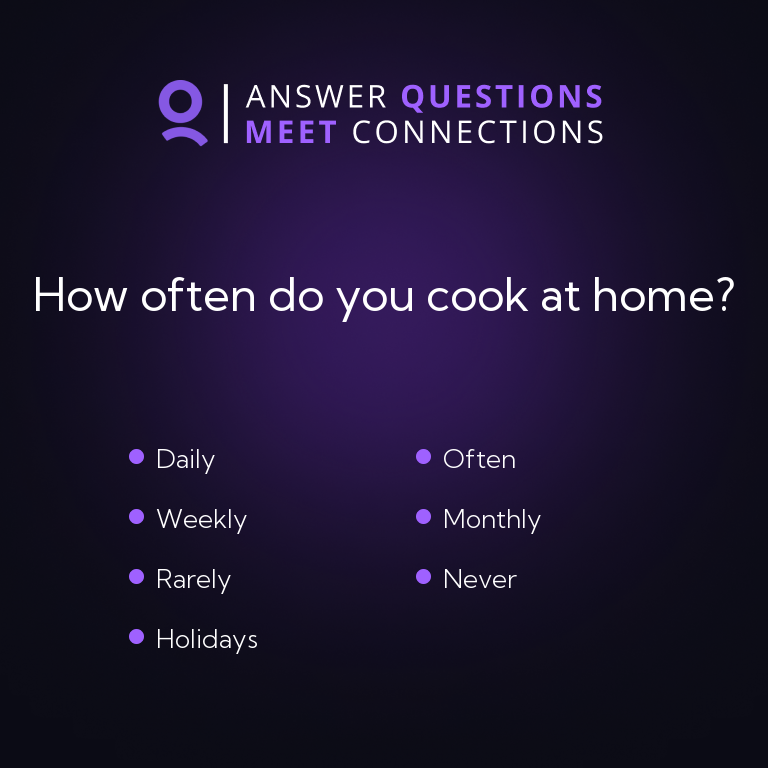 ANSWER QUESTIONS
MEET CONNECTIONS
How often do you cook at home?
Daily
Often
Weekly
Monthly
Rarely
Never
Holidays